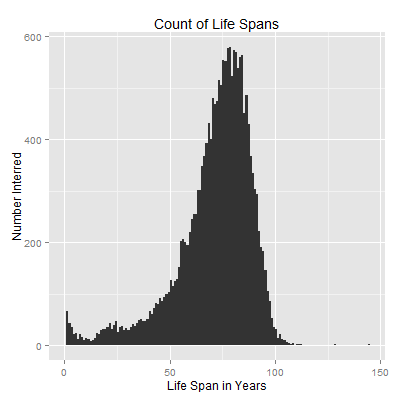 Count of Life Spans
600
400
200
0
Number Interred
0 50 100 150
Life Span in Years